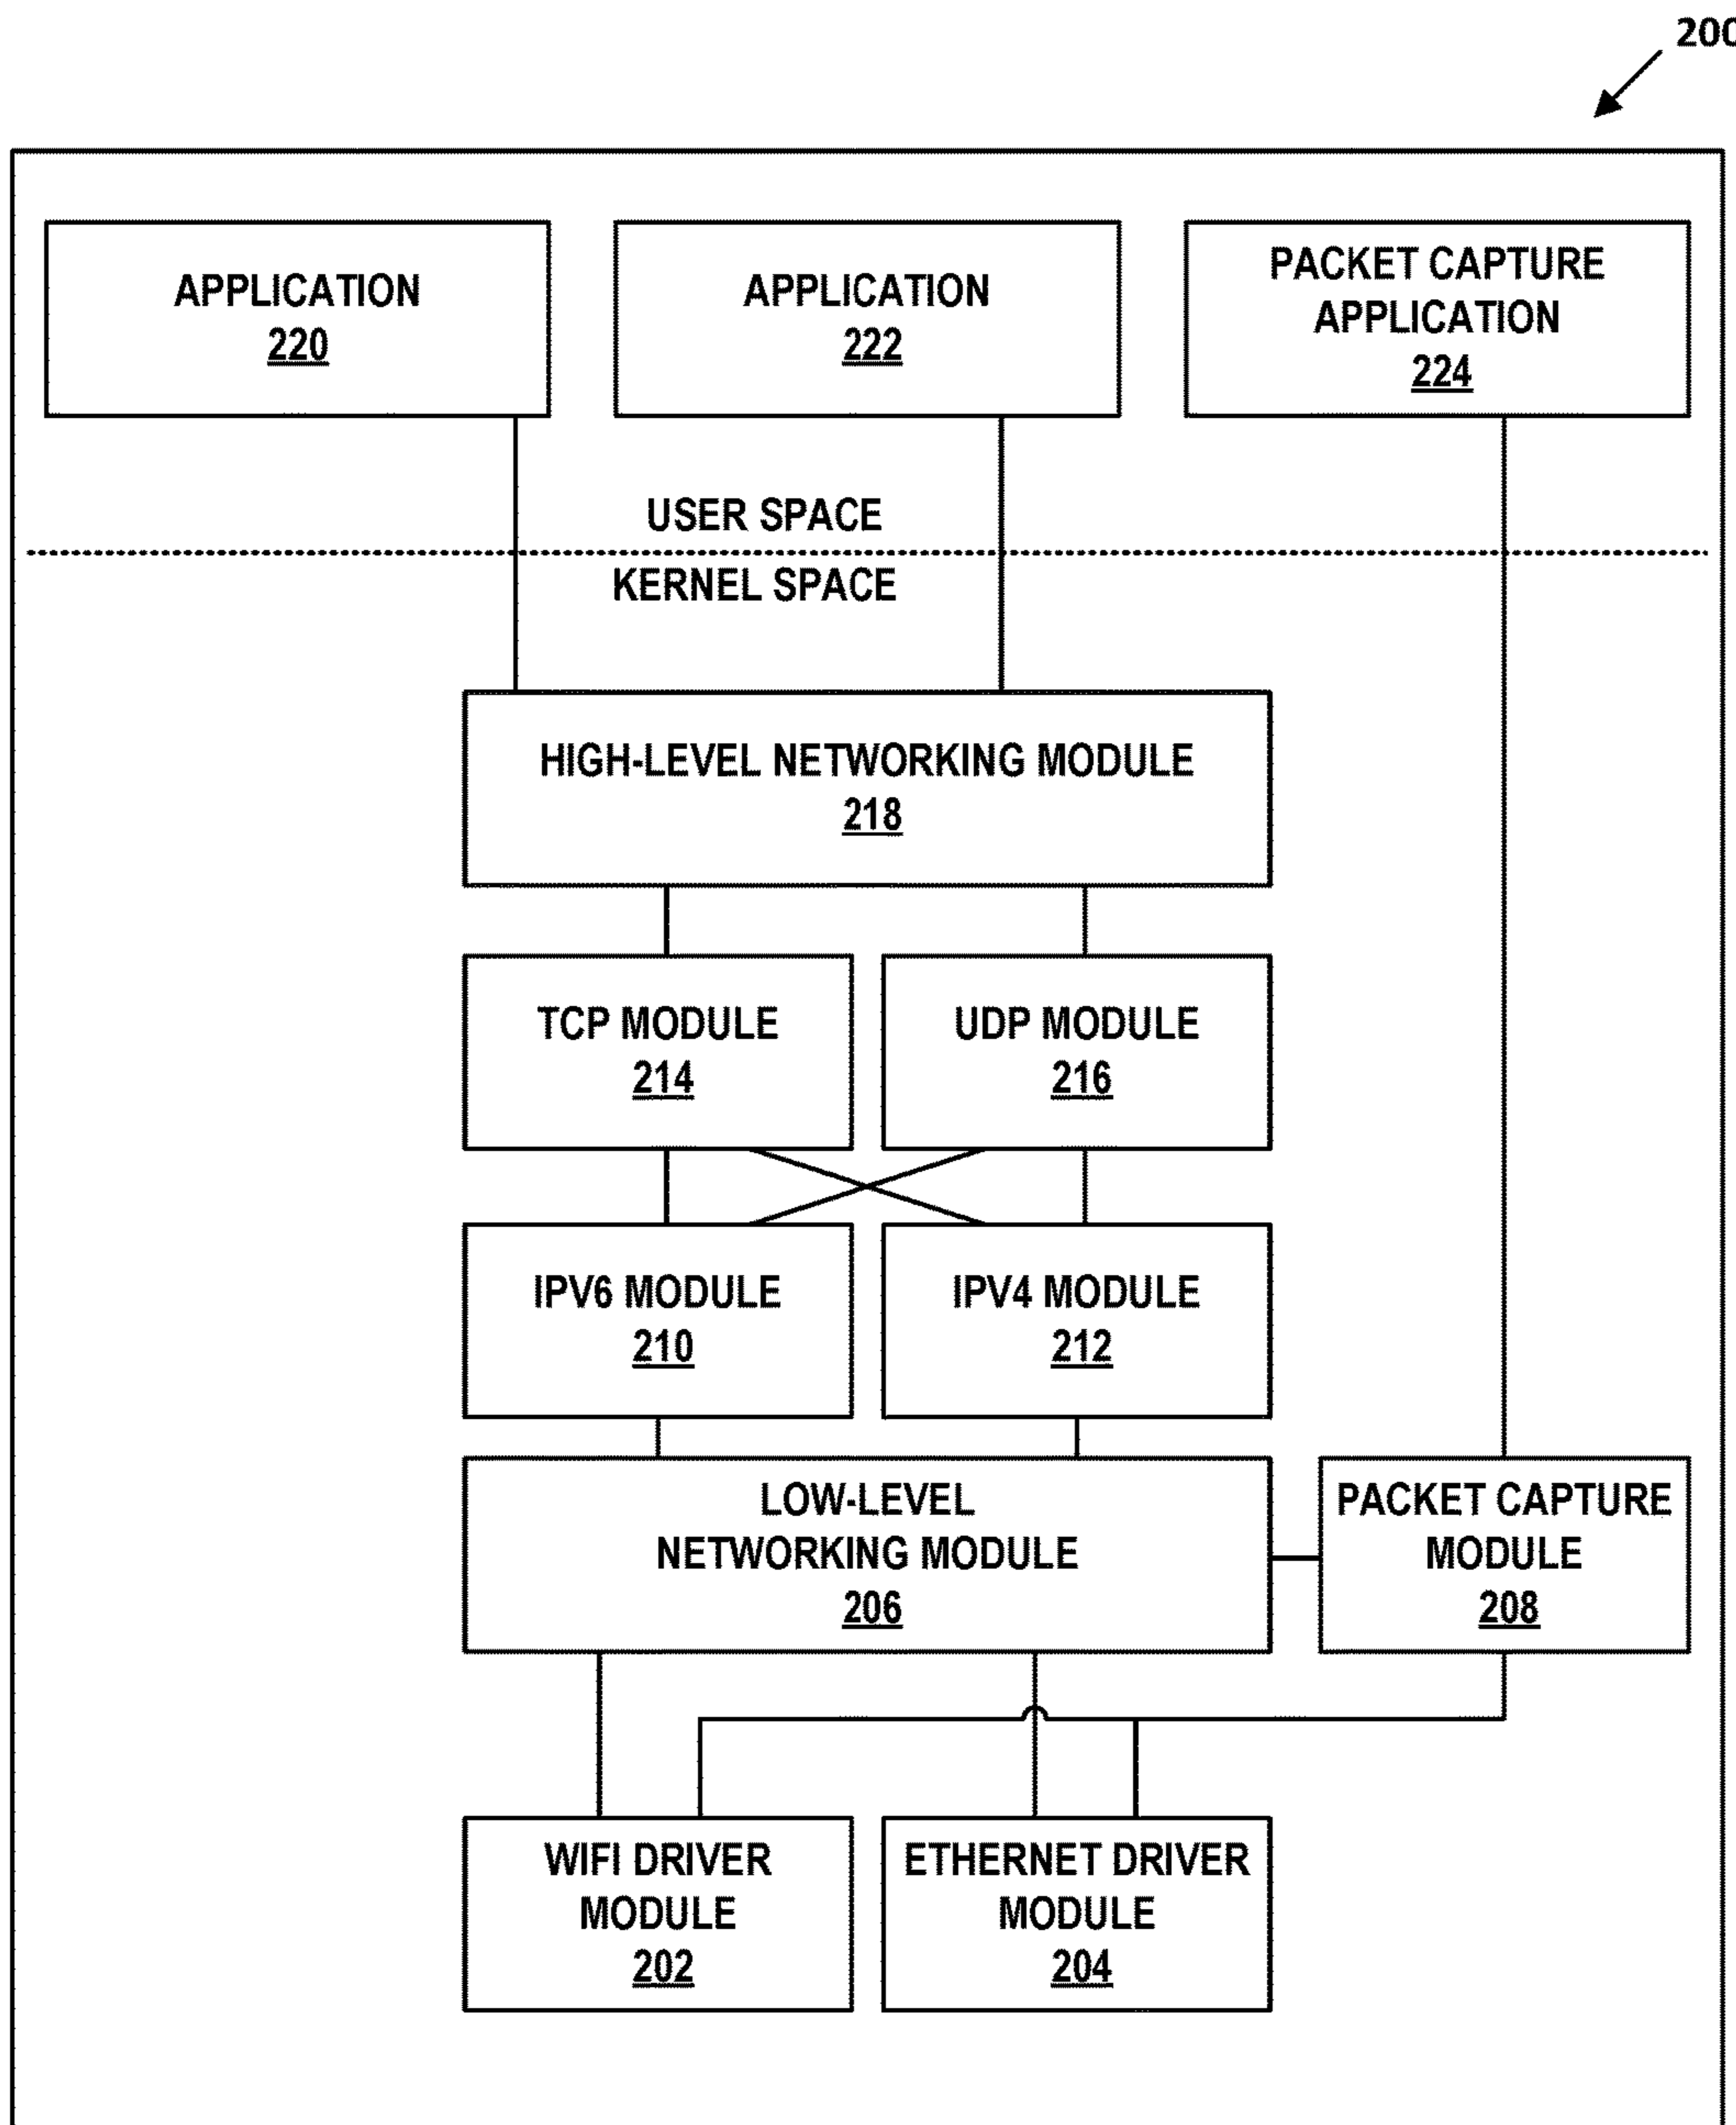 200
APPLICATION
220
APPLICATION
222
PACKET CAPTURE
APPLICATION
224
USER SPACE
KERNEL SPACE
HIGH-LEVEL NETWORKING MODULE
218
TCP MODULE
214
UDP MODULE
216
IPV6 MODULE
210
IPV4 MODULE
212
LOW-LEVEL
NETWORKING MODULE
206
PACKET CAPTURE
MODULE
208
WIFI DRIVER
MODULE
202
ETHERNET DRIVER
MODULE
204